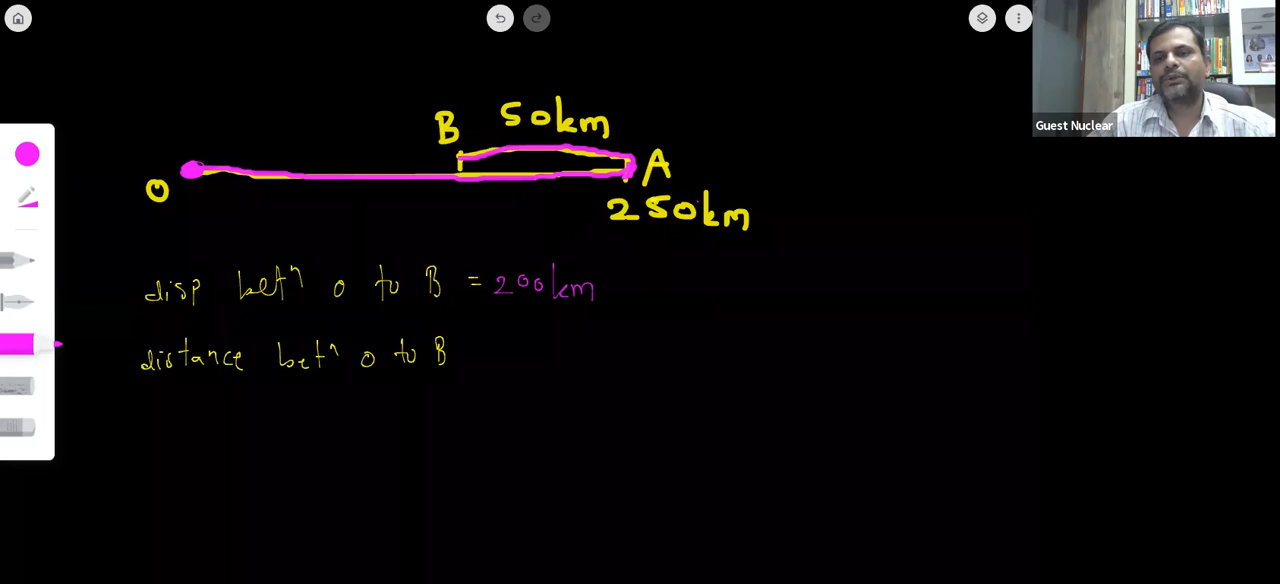 Guest Nuclear
B 50km
A
O
250km
disp betⁿ O to B = 200km
distance betⁿ O to B